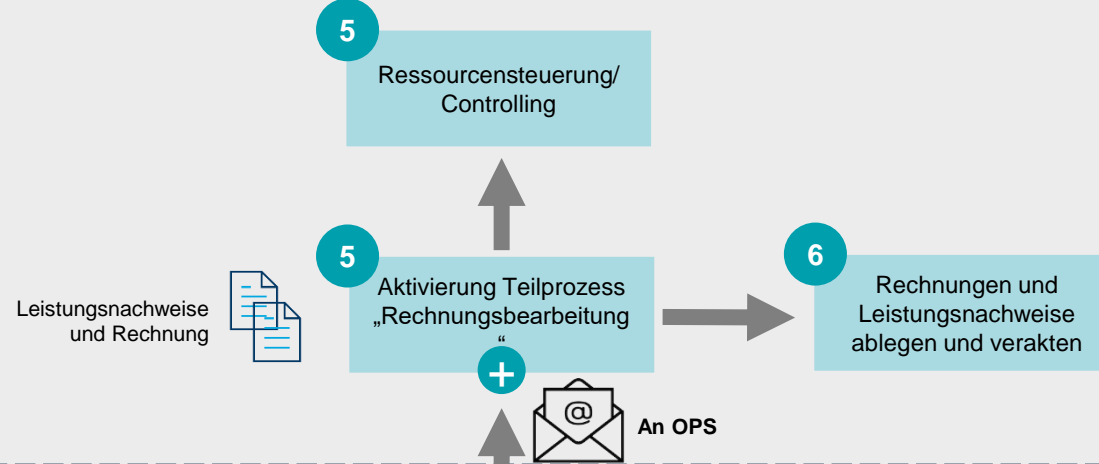 5
Ressourcensteuerung/
Controlling
5
Aktivierung Teilprozess
„Rechnungsbearbeitung
“
+
Leistungsnachweise
und Rechnung
6
Rechnungen und
Leistungsnachweise
ablegen und verakten
@
An OPS